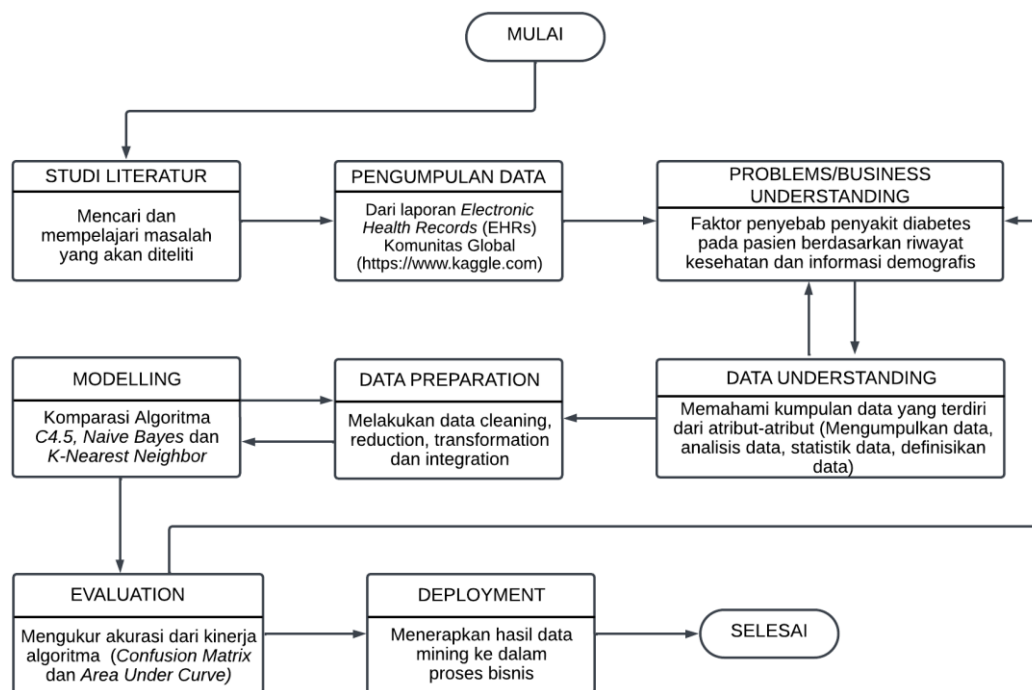 MULAI
STUDI LITERATUR
Mencari dan
mempelajari masalah
yang akan diteliti
PENGUMPULAN DATA
Dari laporan Electronic
Health Records (EHRs)
Komunitas Global
(https://www.kaggle.com)
PROBLEMS/BUSINESS
UNDERSTANDING
Faktor penyebab penyakit diabetes
pada pasien berdasarkan riwayat
kesehatan dan informasi demografis
MODELLING
Komparasi Algoritma
C4.5, Naive Bayes dan
K-Nearest Neighbor
DATA PREPARATION
Melakukan data cleaning,
reduction, transformation
dan integration
DATA UNDERSTANDING
Memahami kumpulan data yang terdiri
dari atribut-atribut (Mengumpulkan data,
analisis data, statistik data, definisikan
data)
EVALUATION
Mengukur akurasi dari kinerja
algoritma (Confusion Matrix
dan Area Under Curve)
DEPLOYMENT
Menerapkan hasil data
mining ke dalam
proses bisnis
SELESAI